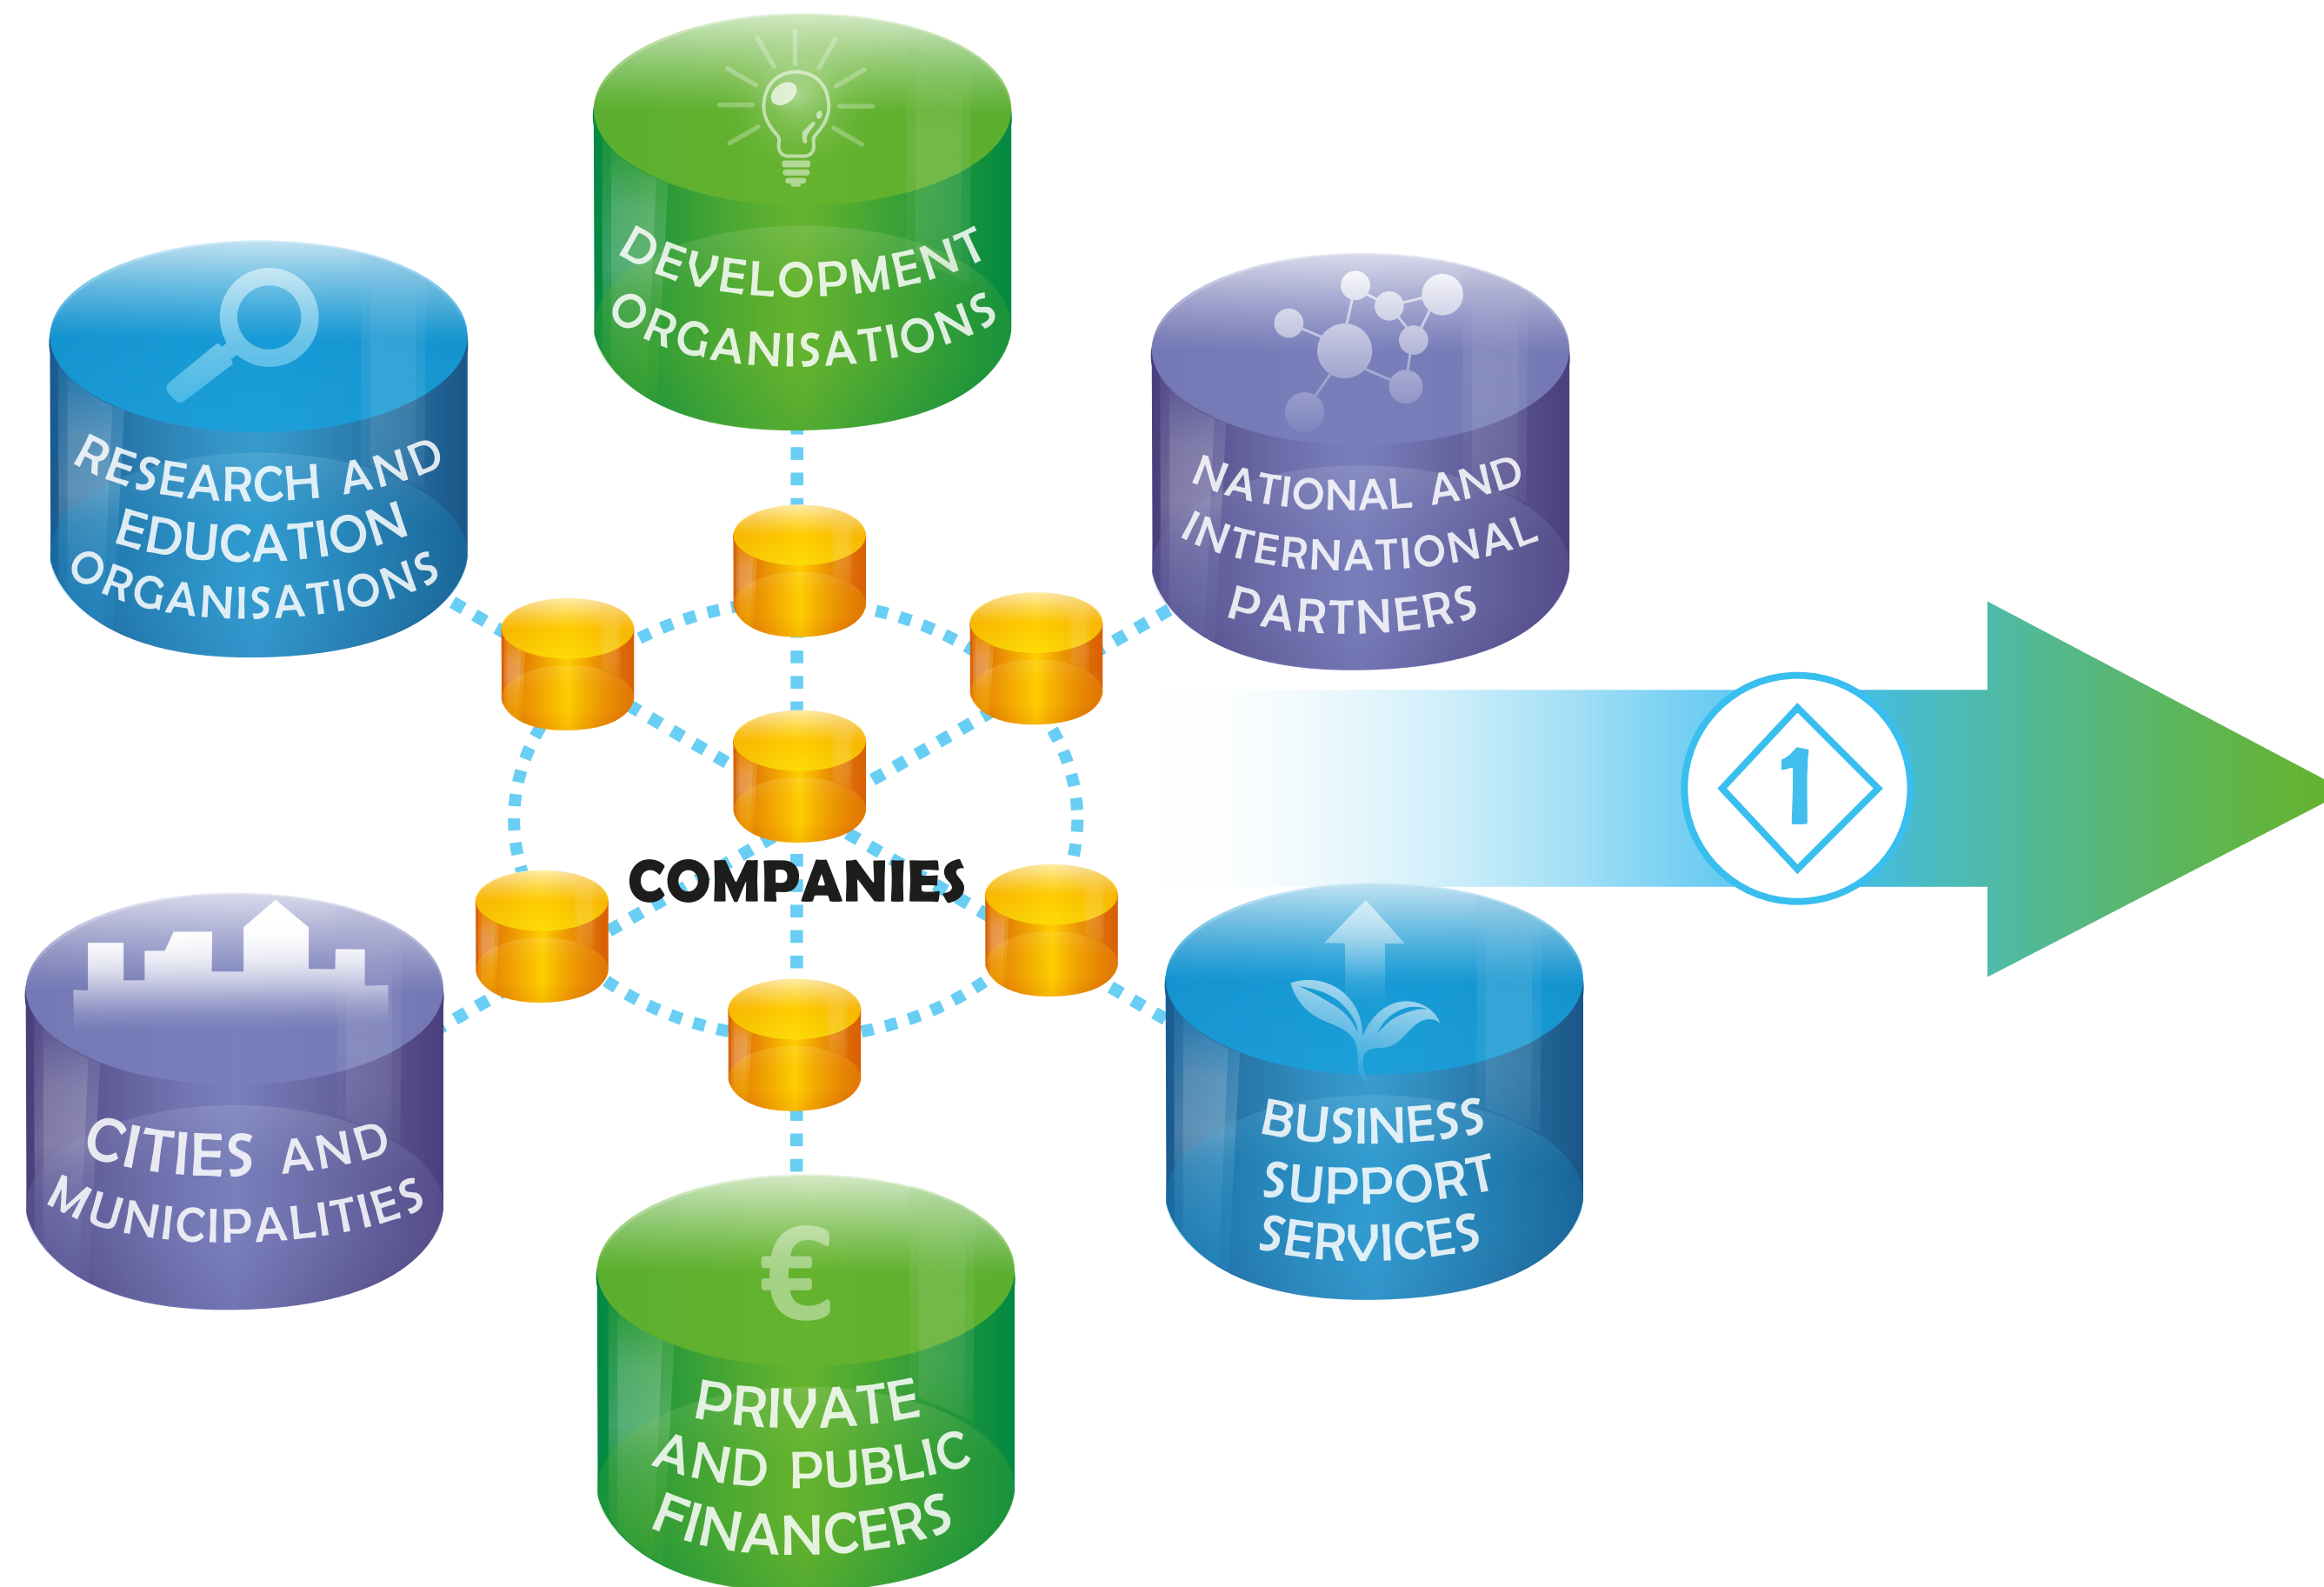 DEVELOPMENT
ORGANISATIONS
RESEARCH AND
EDUCATION
ORGANISATIONS
NATIONAL AND
INTERNATIONAL
PARTNERS
1
COMPANIES
CITIES AND
MUNICIPALITIES
BUSINESS
SUPPORT
SERVICES
€
PRIVATE
AND PUBLIC
FINANCERS